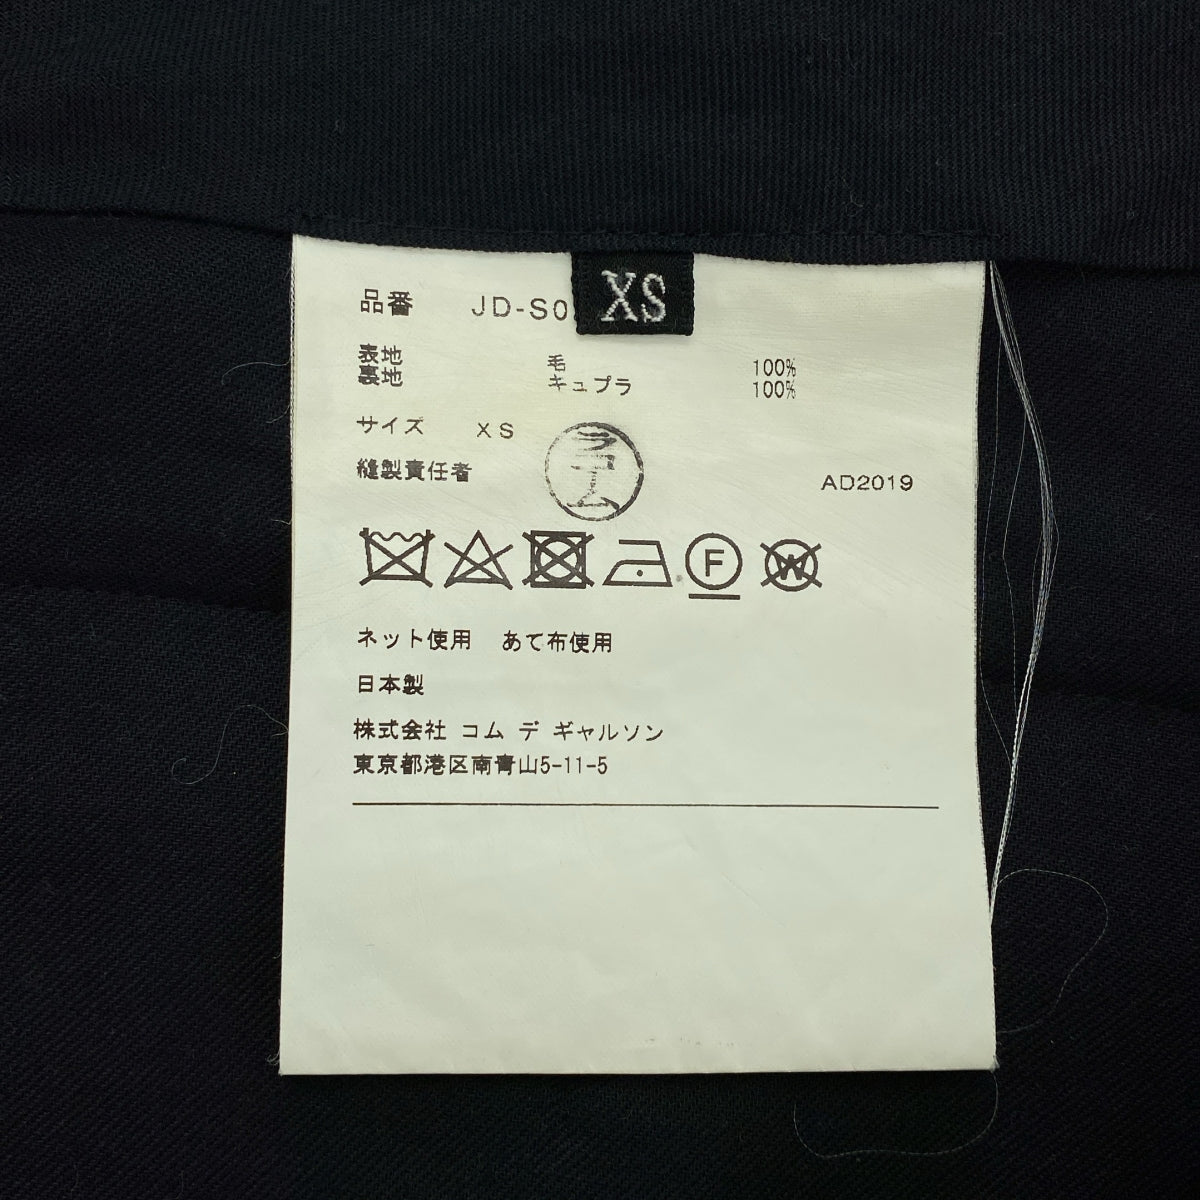 XS
品番 JD-S0
表地 毛 100%
裏地 キュプラ 100%
サイズ XS
縫製責任者 ラテム AD2019
F W
ネット使用 あて布使用
日本製
株式会社 コム デ ギャルソン
東京都港区南青山5-11-5